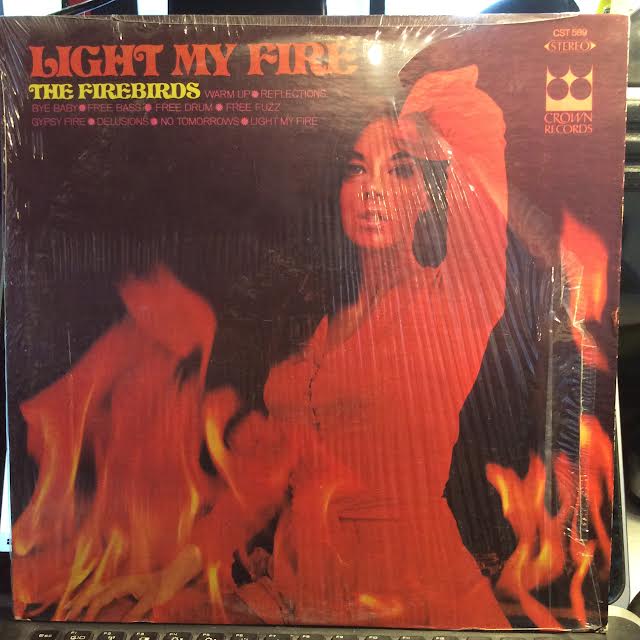 LIGHT MY FIRE
THE FIREBIRDS WARM UP ✹ REFLECTIONS
BYE BABY ✹ FREE BASS ✹ FREE DRUM ✹ FREE FUZZ
GYPSY FIRE ✹ DELUSIONS ✹ NO TOMORROWS ✹ LIGHT MY FIRE
CST 589
STEREO
CROWN
RECORDS